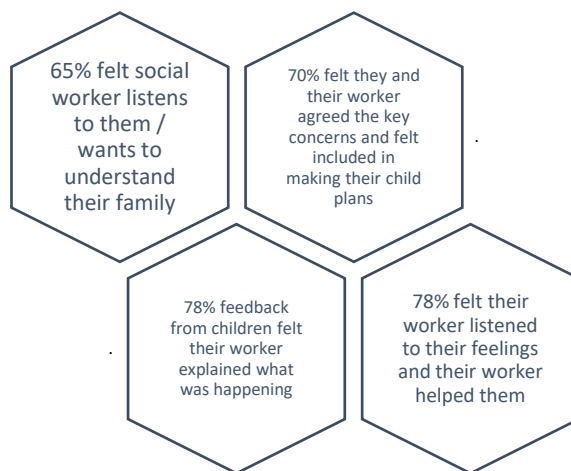 65% felt social
worker listens
to them /
wants to
understand
their family
70% felt they and
their worker
agreed the key
concerns and felt
included in
making their child
plans
.
.
78% feedback
from children felt
their worker
explained what
was happening
78% felt their
worker listened
to their feelings
and their worker
helped them